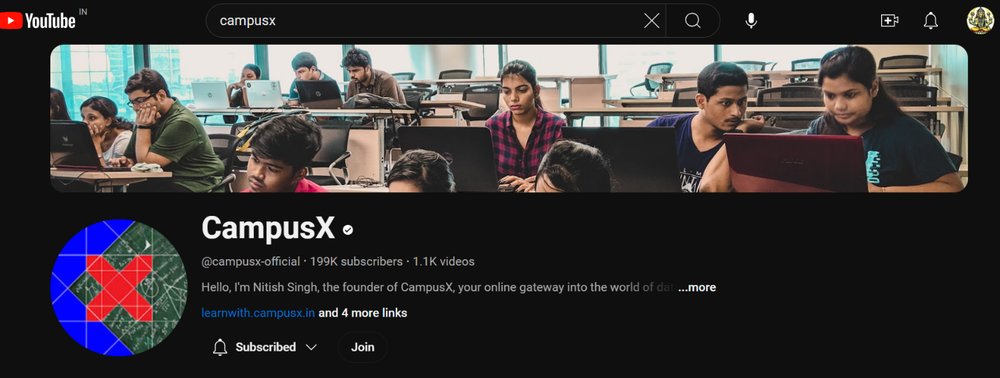 YouTube IN
campusx
CampusX
@campusx-official · 199K subscribers · 1.1K videos
Hello, I'm Nitish Singh, the founder of CampusX, your online gateway into the world of dat ...more
learnwith.campusx.in and 4 more links
Subscribed
Join